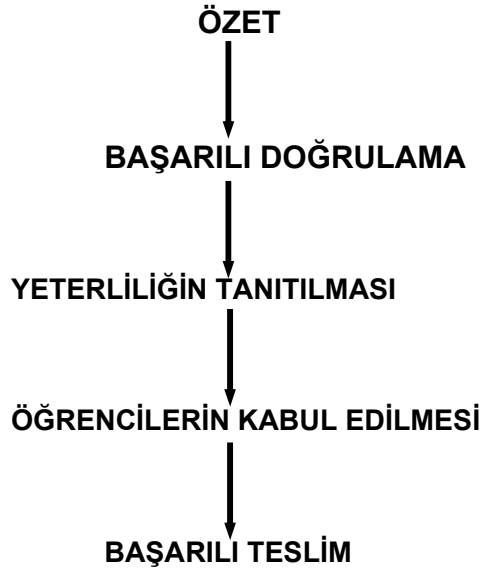 ÖZET
BAŞARILI DOĞRULAMA
YETERLİLİĞİN TANITILMASI
ÖĞRENCİLERİN KABUL EDİLMESİ
BAŞARILI TESLİM